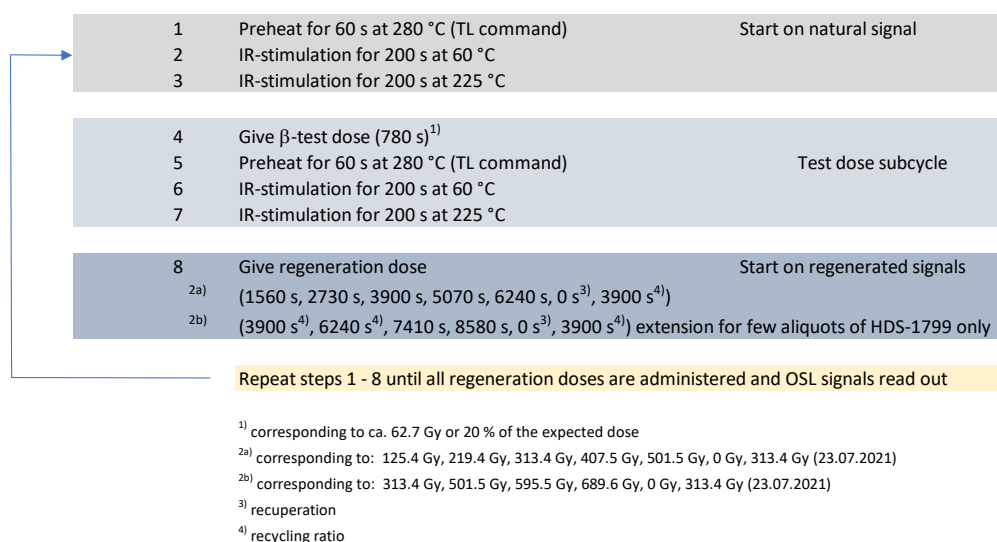 1 Preheat for 60 s at 280 °C (TL command) Start on natural signal
2 IR-stimulation for 200 s at 60 °C
3 IR-stimulation for 200 s at 225 °C
4 Give β-test dose (780 s)1)
5 Preheat for 60 s at 280 °C (TL command) Test dose subcycle
6 IR-stimulation for 200 s at 60 °C
7 IR-stimulation for 200 s at 225 °C
8 Give regeneration dose Start on regenerated signals
2a) (1560 s, 2730 s, 3900 s, 5070 s, 6240 s, 0 s3), 3900 s4))
2b) (3900 s4), 6240 s4), 7410 s, 8580 s, 0 s3), 3900 s4)) extension for few aliquots of HDS-1799 only
Repeat steps 1 - 8 until all regeneration doses are administered and OSL signals read out
1) corresponding to ca. 62.7 Gy or 20 % of the expected dose
2a) corresponding to: 125.4 Gy, 219.4 Gy, 313.4 Gy, 407.5 Gy, 501.5 Gy, 0 Gy, 313.4 Gy (23.07.2021)
2b) corresponding to: 313.4 Gy, 501.5 Gy, 595.5 Gy, 689.6 Gy, 0 Gy, 313.4 Gy (23.07.2021)
3) recuperation
4) recycling ratio